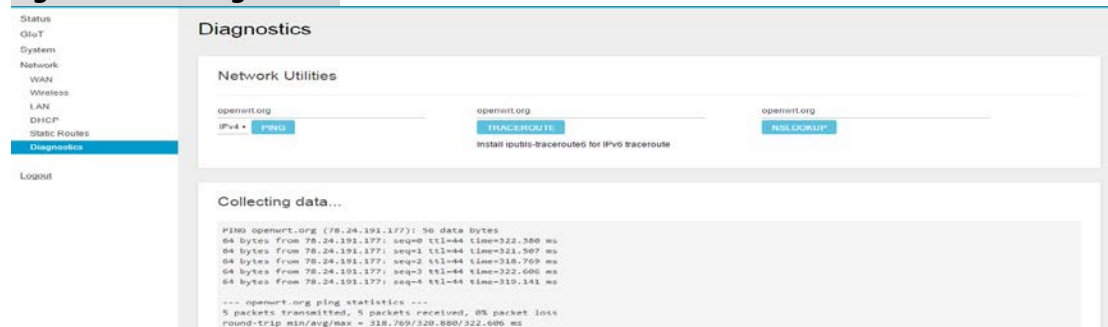 Status
GIoT
System
Network
WAN
Wireless
LAN
DHCP
Static Routes
Diagnostics
Logout
Diagnostics
Network Utilities
openwrt.org openwrt.org openwrt.org
IPv4 PING TRACEROUTE NSLOOKUP
Install iputils-traceroute6 for IPv6 traceroute
Collecting data...
PING openwrt.org (78.24.191.177): 56 data bytes
64 bytes from 78.24.191.177: seq=0 ttl=44 time=322.380 ms
64 bytes from 78.24.191.177: seq=1 ttl=44 time=321.507 ms
64 bytes from 78.24.191.177: seq=2 ttl=44 time=318.769 ms
64 bytes from 78.24.191.177: seq=3 ttl=44 time=322.606 ms
64 bytes from 78.24.191.177: seq=4 ttl=44 time=319.141 ms
--- openwrt.org ping statistics ---
5 packets transmitted, 5 packets received, 0% packet loss
round-trip min/avg/max = 318.769/320.880/322.606 ms